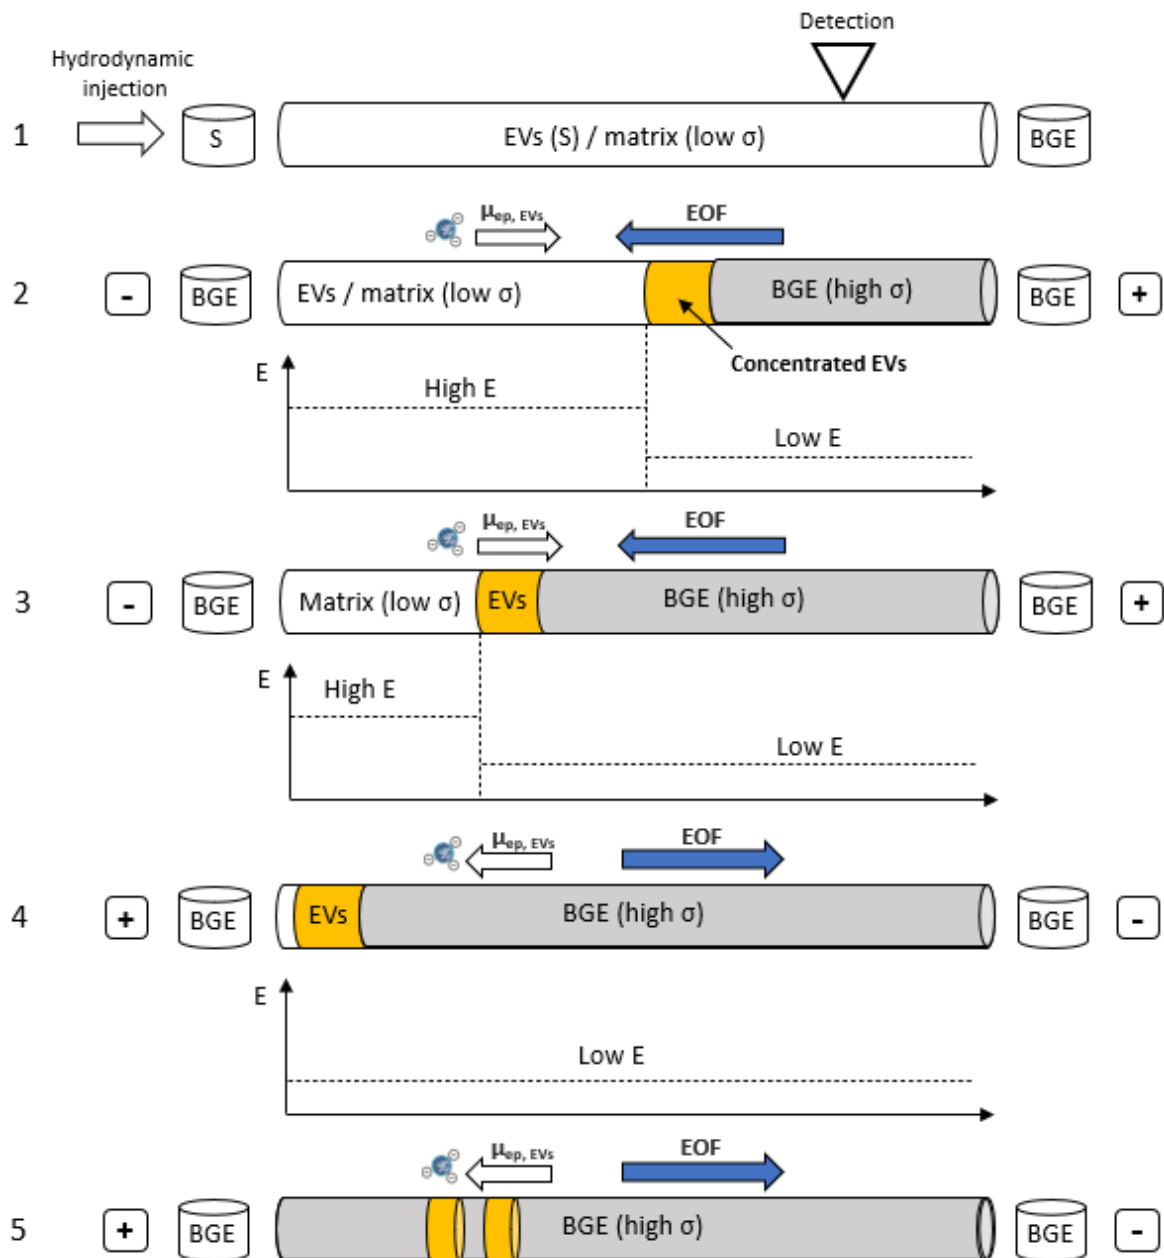 Detection
Hydrodynamic
injection
1
S
EVs (S) / matrix (low σ)
BGE
μep, EVs
EOF
2
-
BGE
EVs / matrix (low σ)
BGE (high σ)
BGE
+
Concentrated EVs
E
High E
Low E
μep, EVs
EOF
3
-
BGE
Matrix (low σ)
EVs
BGE (high σ)
BGE
+
E
High E
Low E
μep, EVs
EOF
4
+
BGE
EVs
BGE (high σ)
BGE
-
E
Low E
μep, EVs
EOF
5
+
BGE
BGE (high σ)
BGE
-